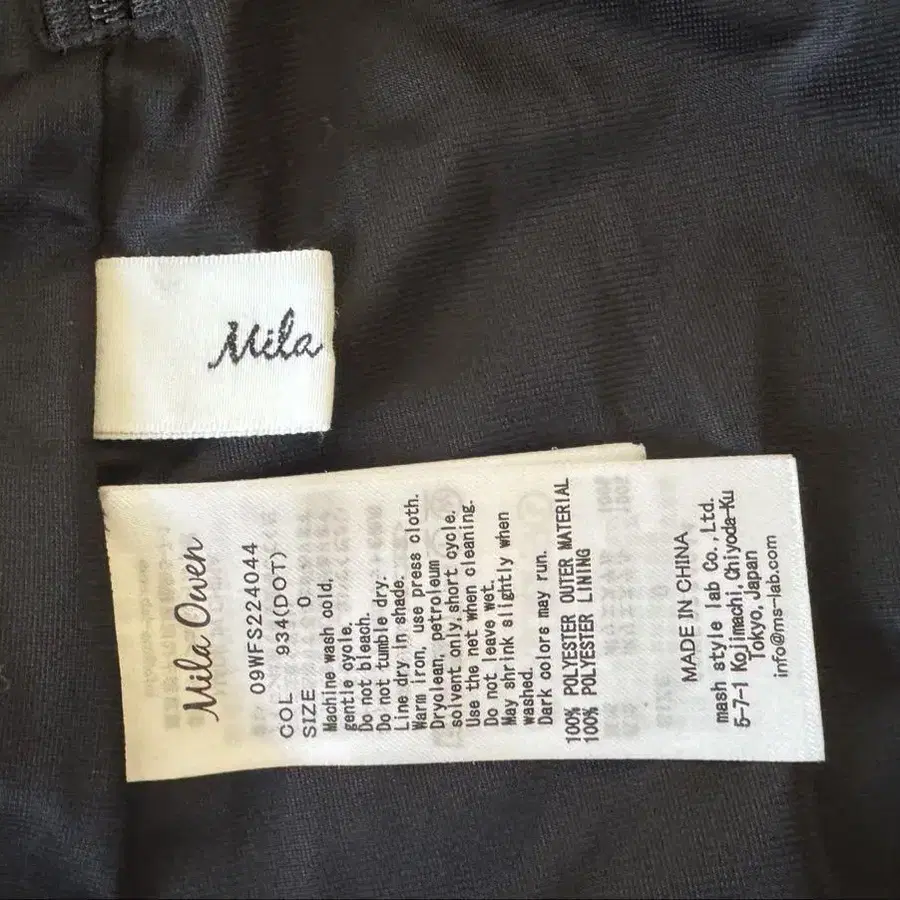 Mila
Mila Owen
09WFS224044
COL 934(DOT)
SIZE 0
Machine wash cold,
gentle cycle.
Do not bleach.
Do not tumble dry.
Line dry in shade.
Warm iron, use press cloth.
Dryclean, petroleum
solvent only, short cycle.
Use the net when cleaning.
Do not leave wet.
May shrink slightly when
washed.
Dark colors may run.
100% POLYESTER OUTER MATERIAL
100% POLYESTER LINING
MADE IN CHINA
mash style lab Co.,Ltd.
5-7-1 Kojimachi,Chiyoda-Ku
Tokyo,Japan
info@ms-lab.com